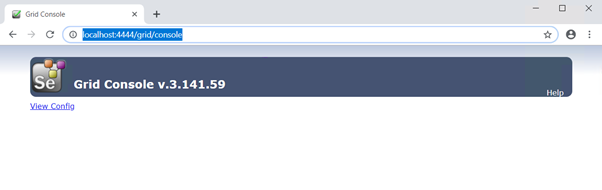 Grid Console
localhost:4444/grid/console
Se
Grid Console v.3.141.59
Help
View Config